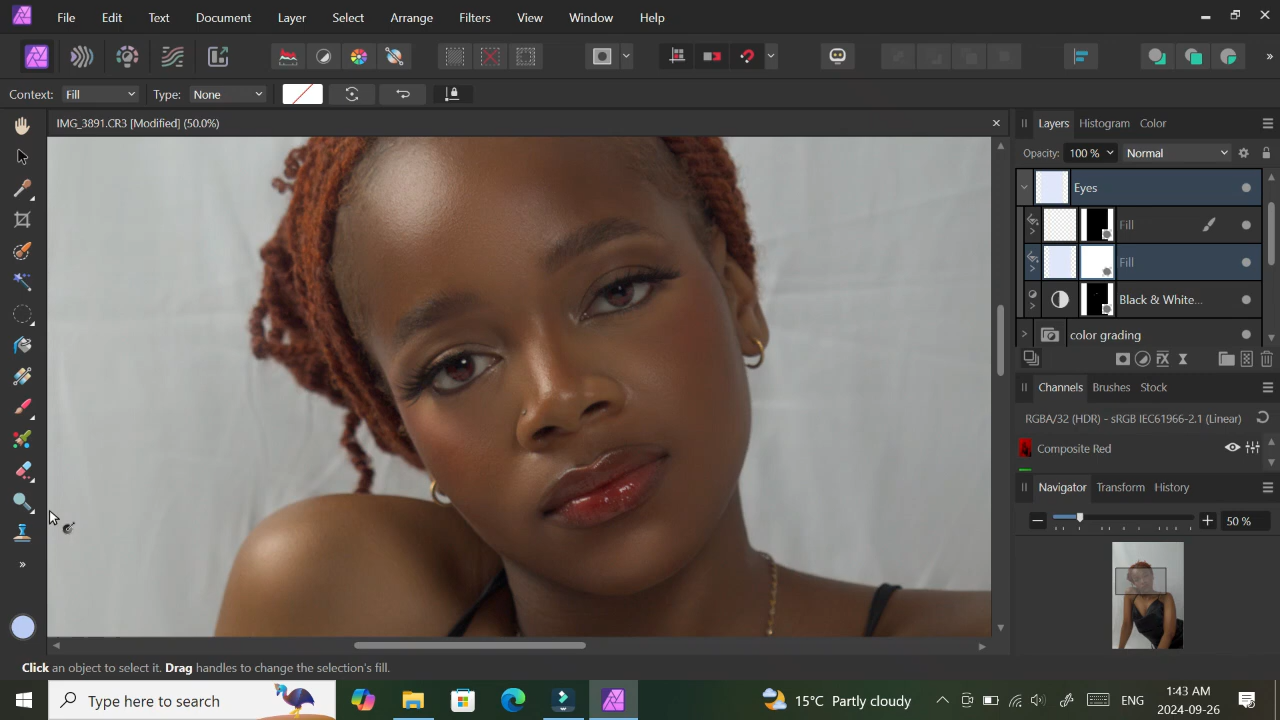 File Edit Text Document Layer Select Arrange Filters View Window Help
Context: Fill Type: None
IMG_3891.CR3 [Modified] (50.0%)
Layers Histogram Color
Opacity: 100 % Normal
Eyes
Fill
Fill
Black & White...
color grading
Channels Brushes Stock
RGBA/32 (HDR) - sRGB IEC61966-2.1 (Linear)
Composite Red
Navigator Transform History
50 %
Click an object to select it. Drag handles to change the selection's fill.
Type here to search
15°C Partly cloudy
ENG
1:43 AM
2024-09-26